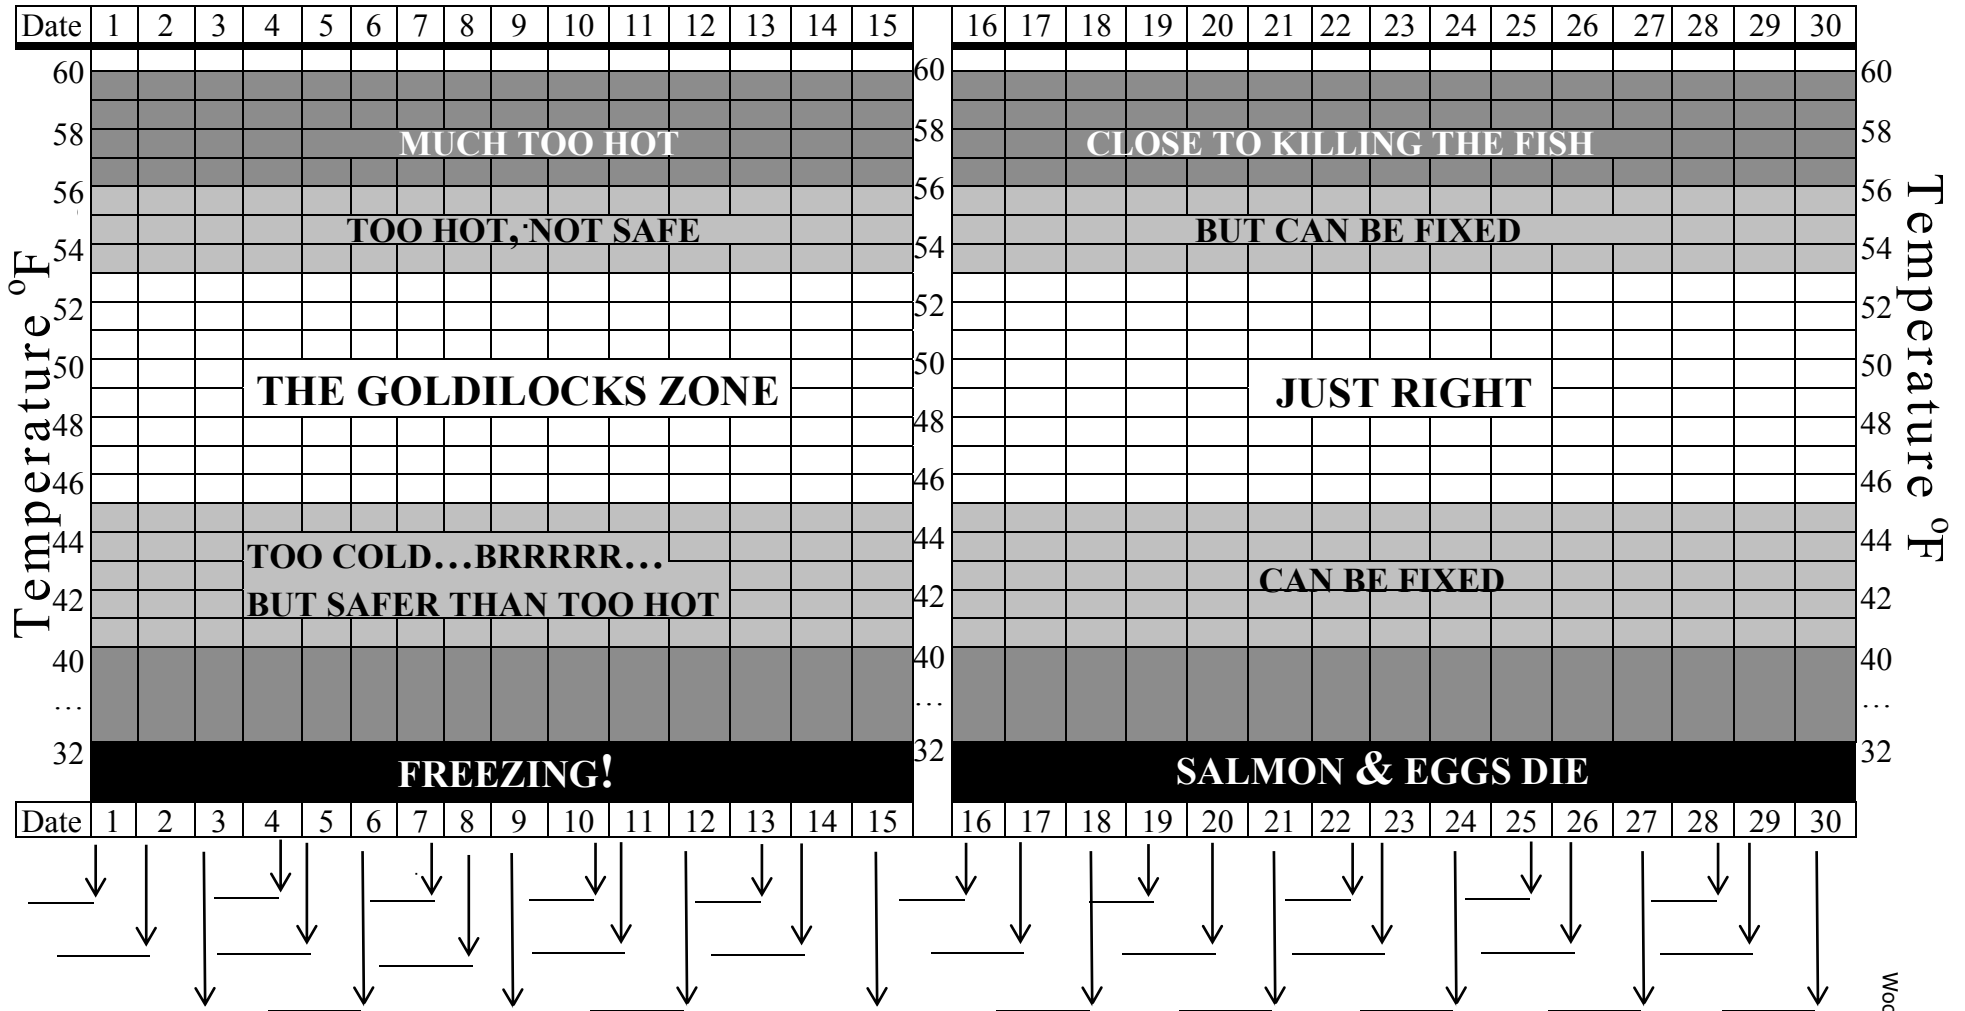 Date 1 2 3 4 5 6 7 8 9 10 11 12 13 14 15 16 17 18 19 20 21 22 23 24 25 26 27 28 29 30
60 60 60
58 MUCH TOO HOT 58 CLOSE TO KILLING THE FISH 58
56 56 56
TOO HOT, NOT SAFE BUT CAN BE FIXED
54 54 54
52 52 52
50 50 50
THE GOLDILOCKS ZONE JUST RIGHT
48 48 48
46 46 46
44 44 44
TOO COLD...BRRRRR...
CAN BE FIXED
42 BUT SAFER THAN TOO HOT 42 42
40 40 40
... ... ...
32 32 32
FREEZING! SALMON & EGGS DIE
Date 1 2 3 4 5 6 7 8 9 10 11 12 13 14 15 16 17 18 19 20 21 22 23 24 25 26 27 28 29 30
Temperature °F
Temperature °F